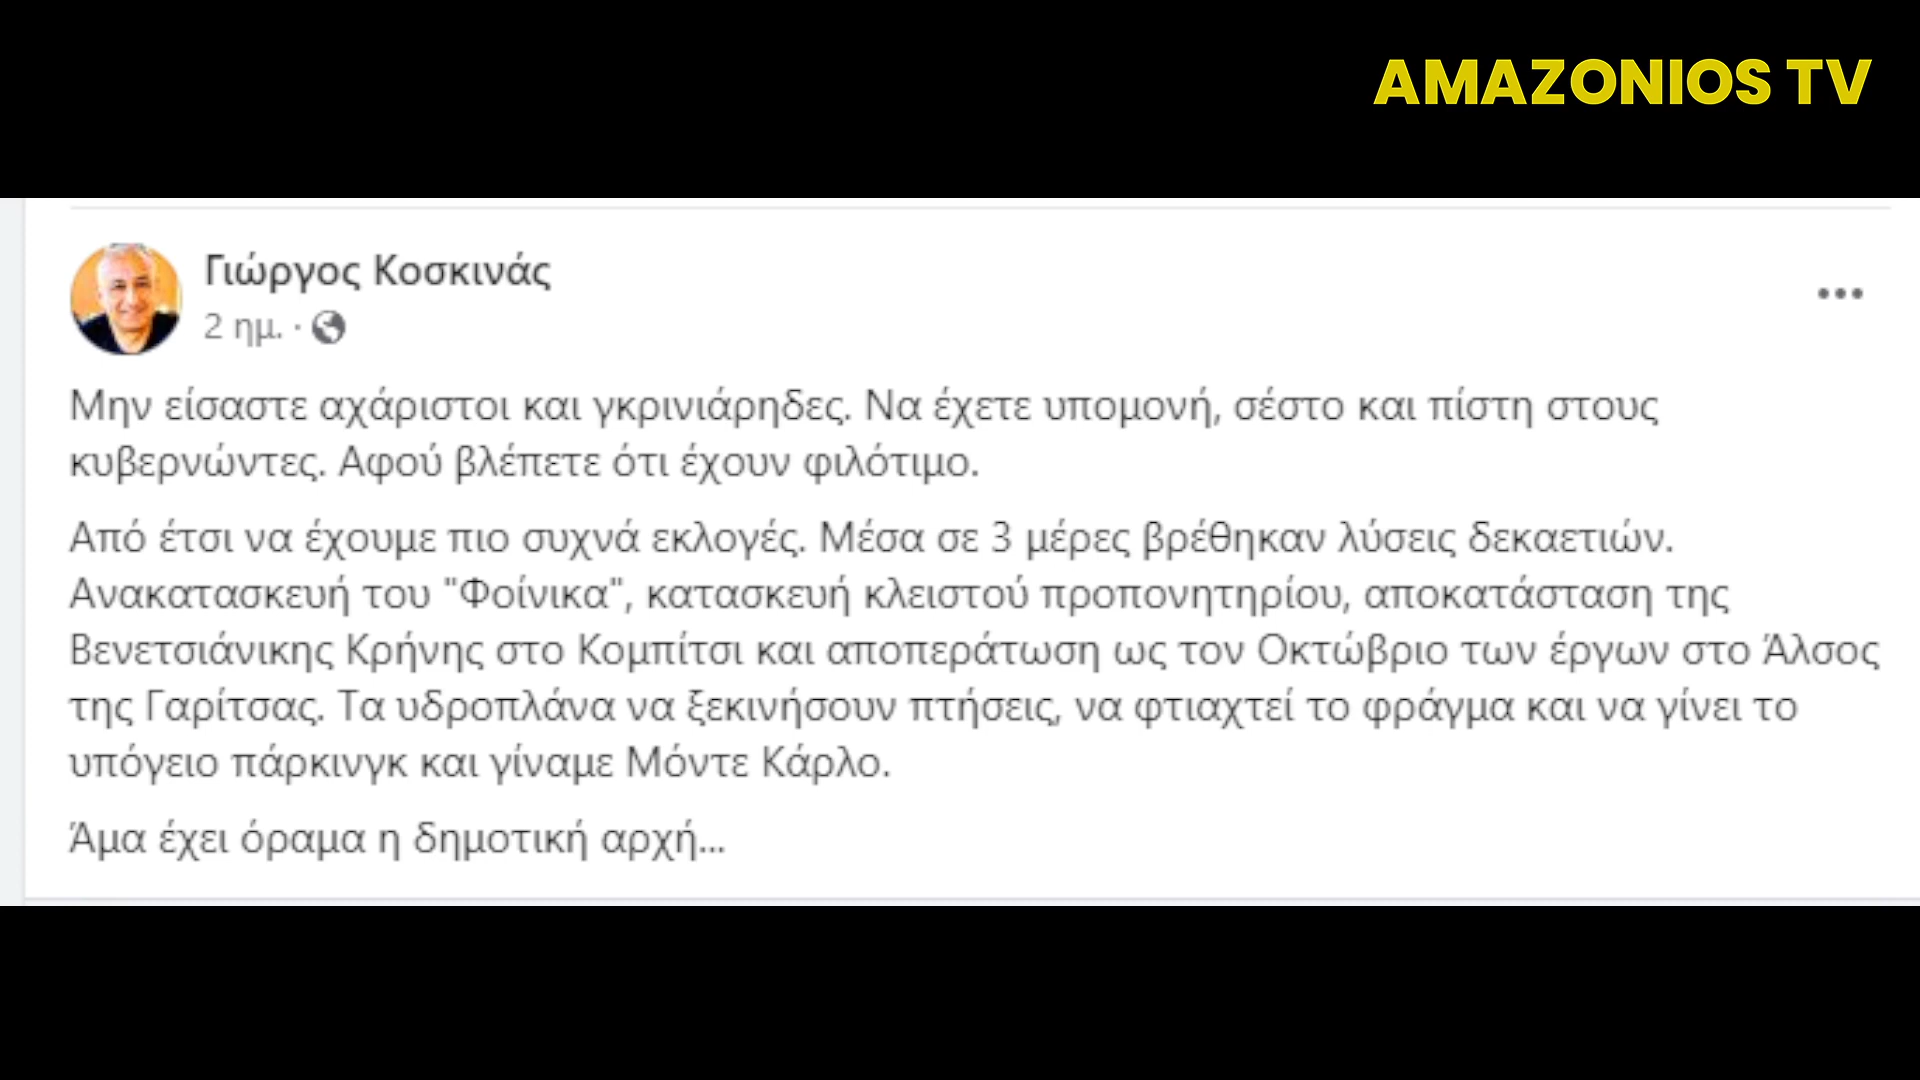 AMAZONIOS TV
Γιώργος Κοσκινάς
2 ημ. ·
Μην είσαστε αχάριστοι και γκρινιάρηδες. Να έχετε υπομονή, σέστο και πίστη στους
κυβερνώντες. Αφού βλέπετε ότι έχουν φιλότιμο.
Από έτσι να έχουμε πιο συχνά εκλογές. Μέσα σε 3 μέρες βρέθηκαν λύσεις δεκαετιών.
Ανακατασκευή του "Φοίνικα", κατασκευή κλειστού προπονητηρίου, αποκατάσταση της
Βενετσιάνικης Κρήνης στο Κομπίτσι και αποπεράτωση ως τον Οκτώβριο των έργων στο Άλσος
της Γαρίτσας. Τα υδροπλάνα να ξεκινήσουν πτήσεις, να φτιαχτεί το φράγμα και να γίνει το
υπόγειο πάρκινγκ και γίναμε Μόντε Κάρλο.
Άμα έχει όραμα η δημοτική αρχή...